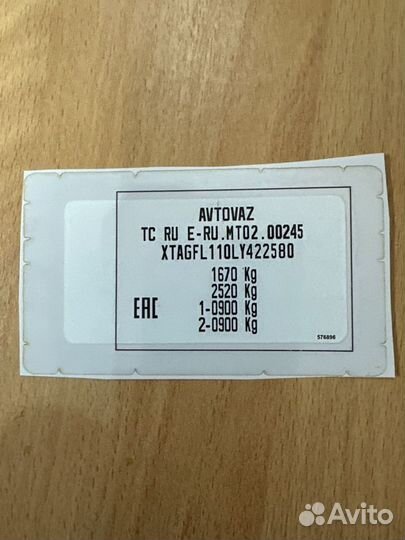 AVTOVAZ
TC RU E-RU.MT02.00245
XTAGFL110LY422580
1670 Kg
2520 Kg
1-0900 Kg
2-0900 Kg
EAC
576896
Avito